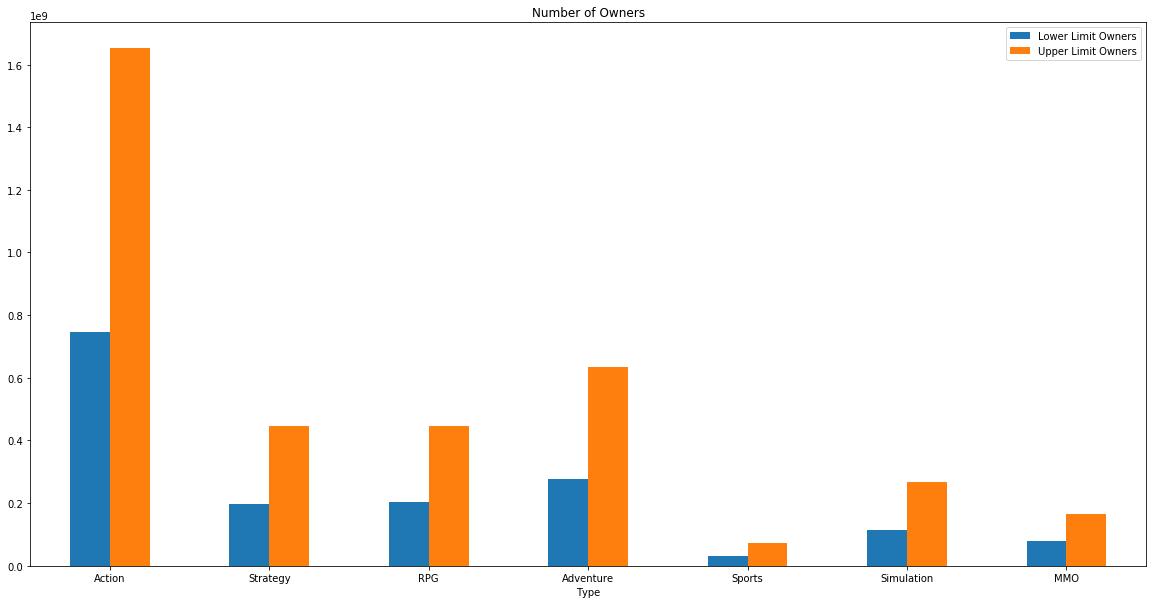 Number of Owners
1e9
Lower Limit Owners
Upper Limit Owners
1.6
1.4
1.2
1.0
0.8
0.6
0.4
0.2
0.0
Action Strategy RPG Adventure Sports Simulation MMO
Type